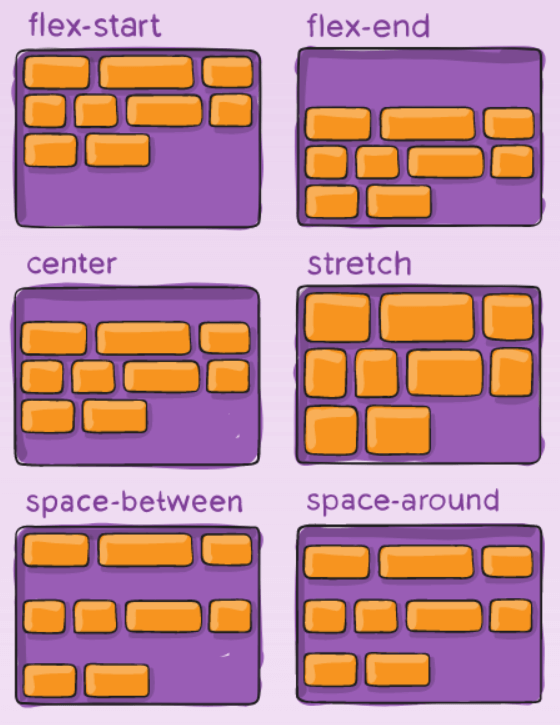 flex-start
flex-end
center
stretch
space-between
space-around